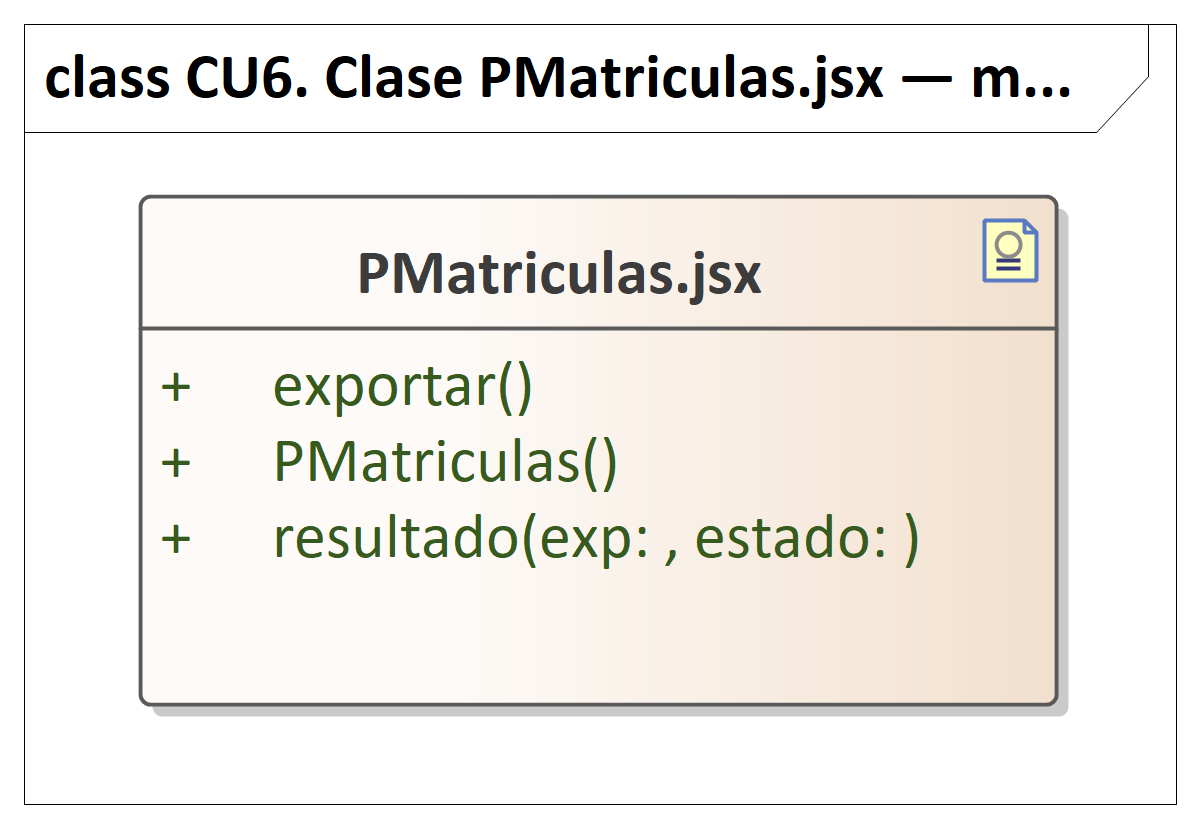 class CU6. Clase PMatriculas.jsx — m...
PMatriculas.jsx
+ exportar()
+ PMatriculas()
+ resultado(exp: , estado: )